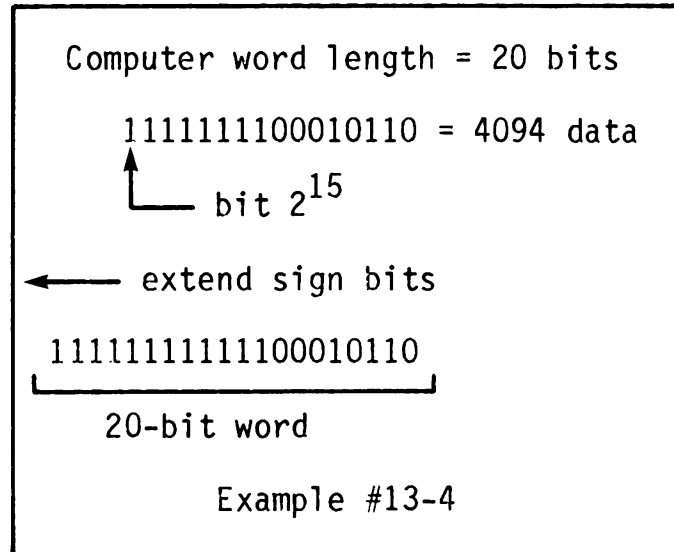 Computer word length = 20 bits
1111111100010110 = 4094 data
bit 2^15
extend sign bits
11111111111100010110
20-bit word
Example #13-4